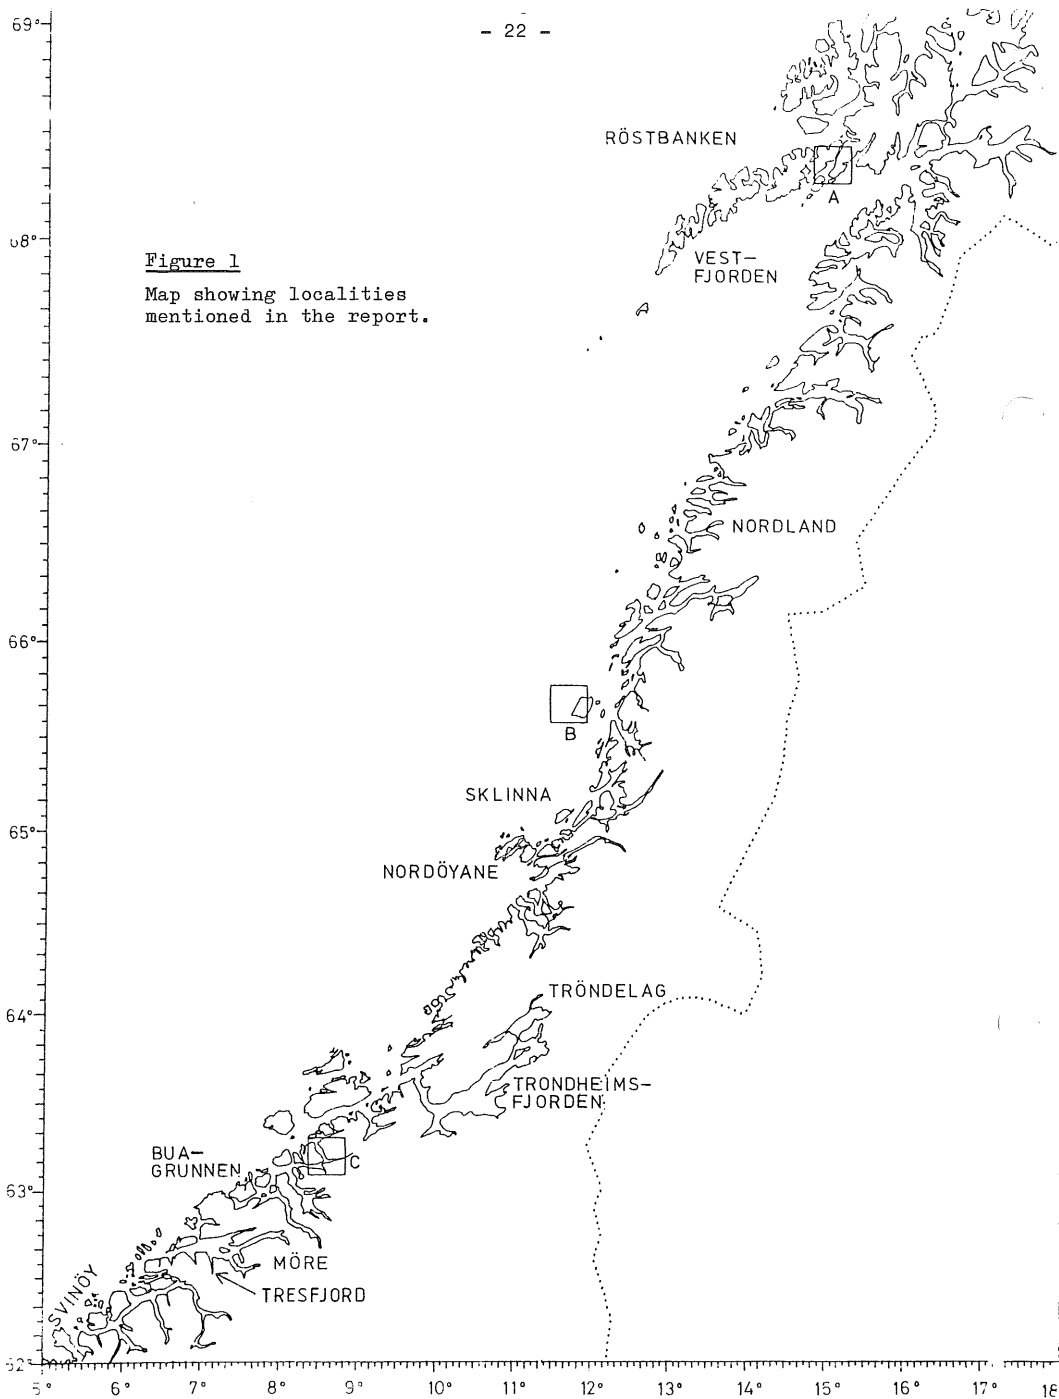 - 22 -
69°
RÖSTBANKEN
A
68°
VEST-
FJORDEN
Figure 1
Map showing localities
mentioned in the report.
67°
NORDLAND
66°
B
SKLINNA
65°
NORDÖYANE
TRÖNDELAG
64°
TRONDHEIMS-
FJORDEN
BUA-
GRUNNEN
C
63°
MÖRE
TRESFJORD
SVINÖY
62°
5° 6° 7° 8° 9° 10° 11° 12° 13° 14° 15° 16° 17° 18